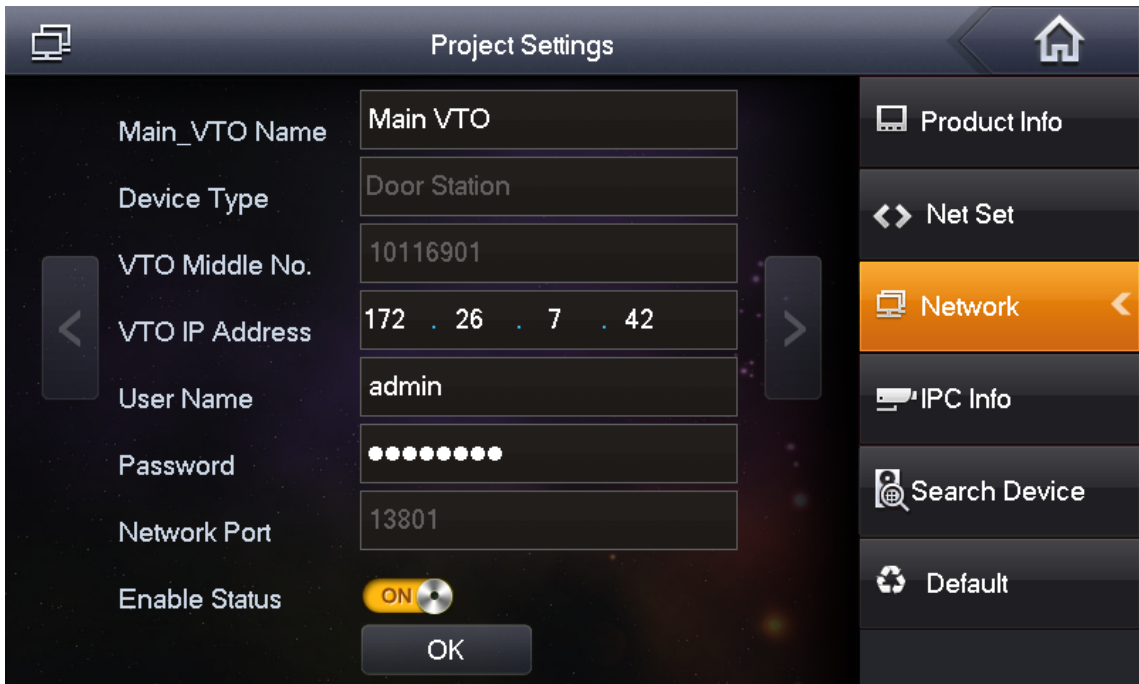 Project Settings
Main_VTO Name
Main VTO
Device Type
Door Station
VTO Middle No.
10116901
VTO IP Address
172 . 26 . 7 . 42
User Name
admin
Password
●●●●●●●●
Network Port
13801
Enable Status
ON
OK
Product Info
Net Set
Network
IPC Info
Search Device
Default